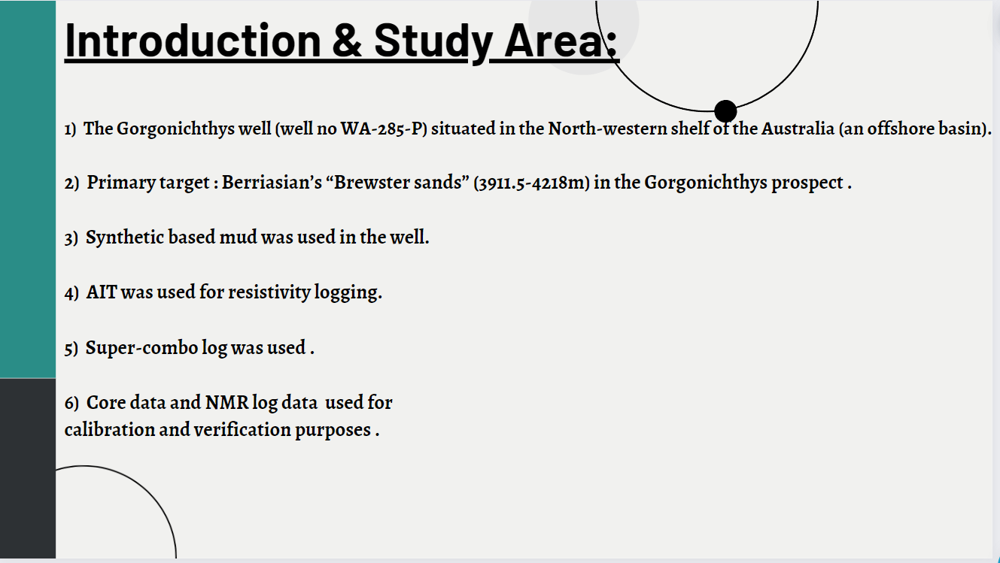 Introduction & Study Area:
1) The Gorgonichthys well (well no WA-285-P) situated in the North-western shelf of the Australia (an offshore basin).
2) Primary target : Berriasian’s “Brewster sands” (3911.5-4218m) in the Gorgonichthys prospect .
3) Synthetic based mud was used in the well.
4) AIT was used for resistivity logging.
5) Super-combo log was used .
6) Core data and NMR log data used for
calibration and verification purposes .